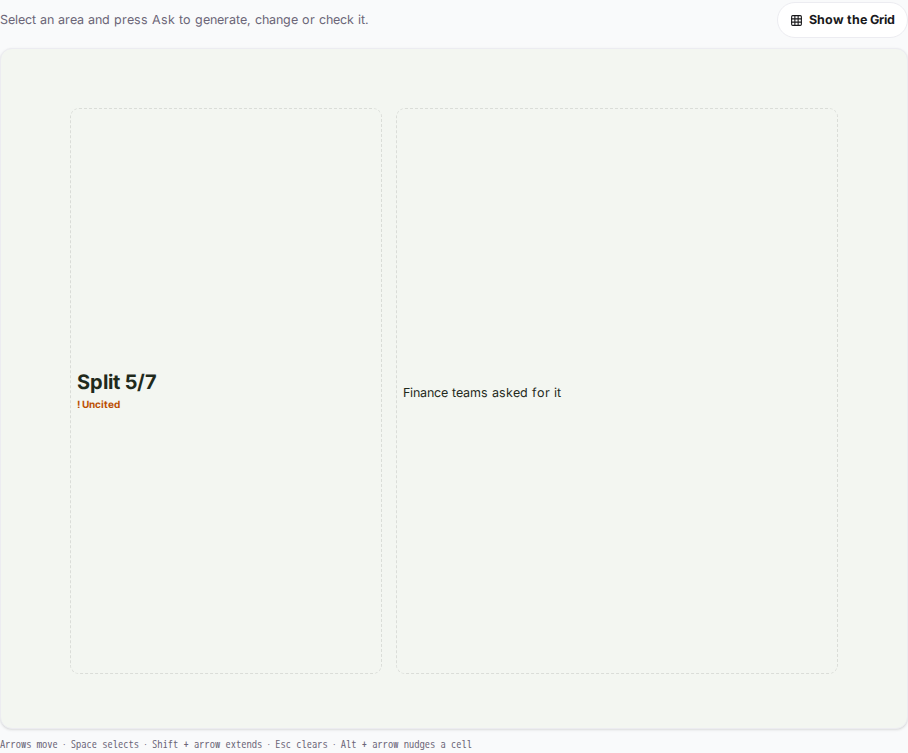 Select an area and press Ask to generate, change or check it.
Show the Grid
Split 5/7
! Uncited
Finance teams asked for it
Arrows move · Space selects · Shift + arrow extends · Esc clears · Alt + arrow nudges a cell